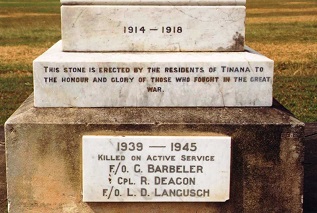 1914 — 1918
THIS STONE IS ERECTED BY THE RESIDENTS OF TINANA TO
THE HONOUR AND GLORY OF THOSE WHO FOUGHT IN THE GREAT
WAR.
1939 — 1945
KILLED ON ACTIVE SERVICE
F/O. C. BARBELER
CPL. R. DEACON
F/O. L. D. LANGUSCH